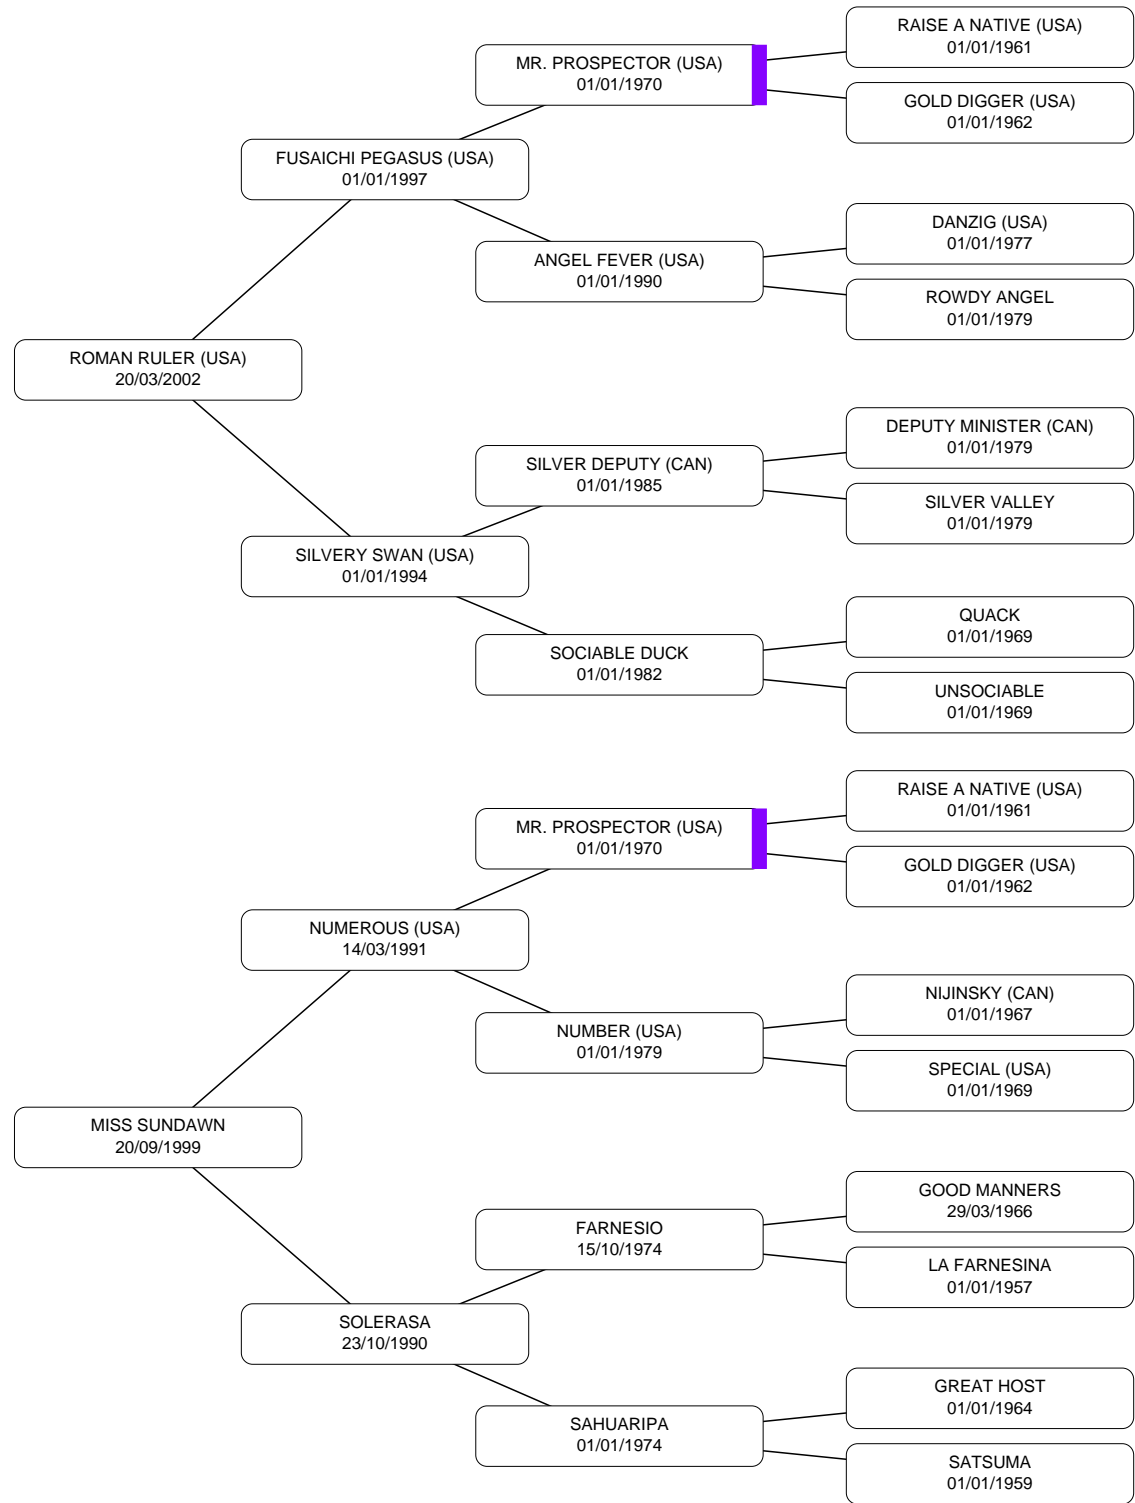 RAISE A NATIVE (USA)
01/01/1961
MR. PROSPECTOR (USA)
01/01/1970
GOLD DIGGER (USA)
01/01/1962
FUSAICHI PEGASUS (USA)
01/01/1997
DANZIG (USA)
01/01/1977
ANGEL FEVER (USA)
01/01/1990
ROWDY ANGEL
01/01/1979
ROMAN RULER (USA)
20/03/2002
DEPUTY MINISTER (CAN)
01/01/1979
SILVER DEPUTY (CAN)
01/01/1985
SILVER VALLEY
01/01/1979
SILVERY SWAN (USA)
01/01/1994
QUACK
01/01/1969
SOCIABLE DUCK
01/01/1982
UNSOCIABLE
01/01/1969
RAISE A NATIVE (USA)
01/01/1961
MR. PROSPECTOR (USA)
01/01/1970
GOLD DIGGER (USA)
01/01/1962
NUMEROUS (USA)
14/03/1991
NIJINSKY (CAN)
01/01/1967
NUMBER (USA)
01/01/1979
SPECIAL (USA)
01/01/1969
MISS SUNDAWN
20/09/1999
GOOD MANNERS
29/03/1966
FARNESIO
15/10/1974
LA FARNESINA
01/01/1957
SOLERASA
23/10/1990
GREAT HOST
01/01/1964
SAHUARIPA
01/01/1974
SATSUMA
01/01/1959